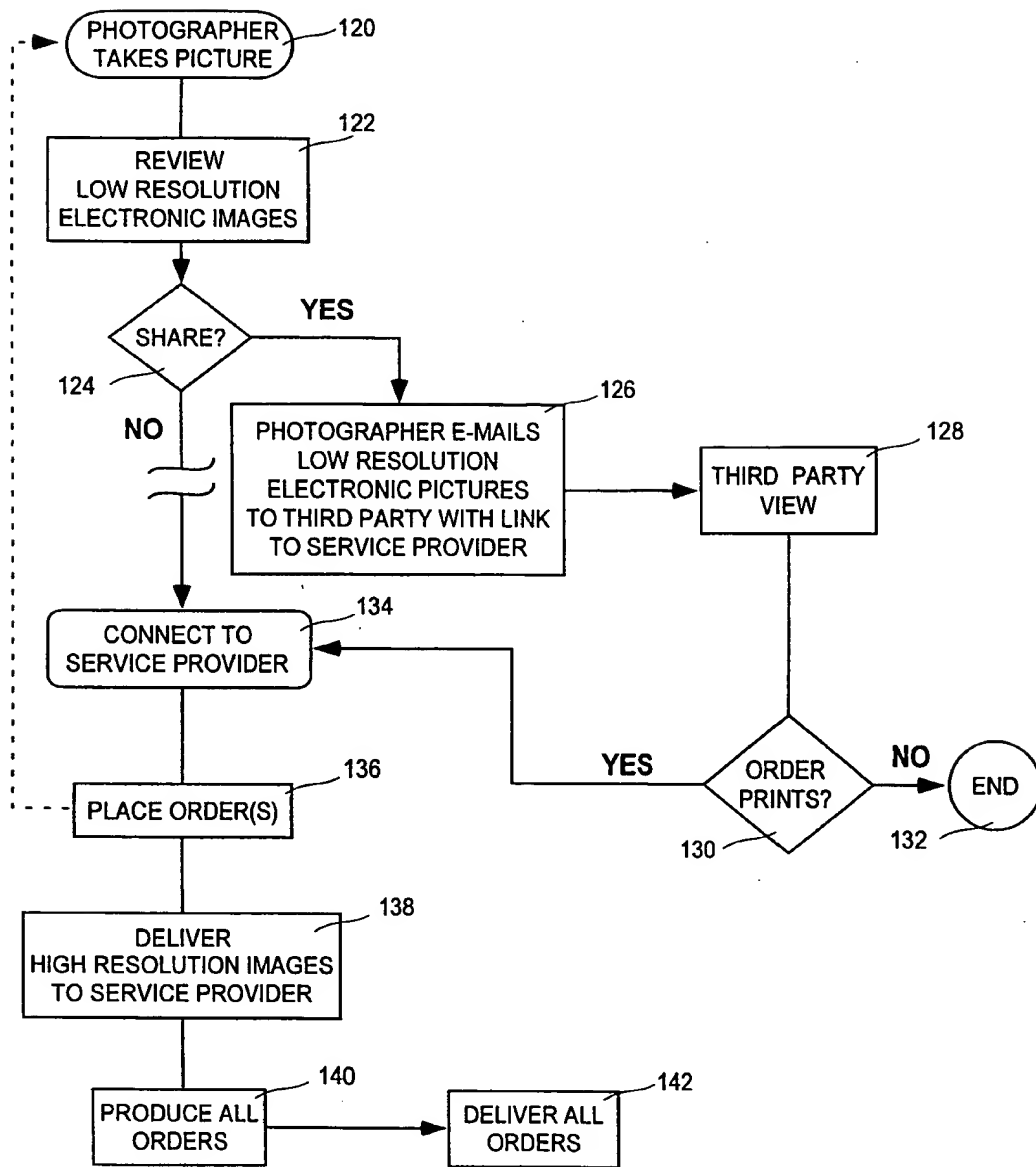 PHOTOGRAPHER
TAKES PICTURE
120
122
REVIEW
LOW RESOLUTION
ELECTRONIC IMAGES
SHARE?
YES
124
NO
126
PHOTOGRAPHER E-MAILS
LOW RESOLUTION
ELECTRONIC PICTURES
TO THIRD PARTY WITH LINK
TO SERVICE PROVIDER
128
THIRD PARTY
VIEW
134
CONNECT TO
SERVICE PROVIDER
YES
ORDER
PRINTS?
130
NO
END
132
136
PLACE ORDER(S)
138
DELIVER
HIGH RESOLUTION IMAGES
TO SERVICE PROVIDER
140
PRODUCE ALL
ORDERS
142
DELIVER ALL
ORDERS